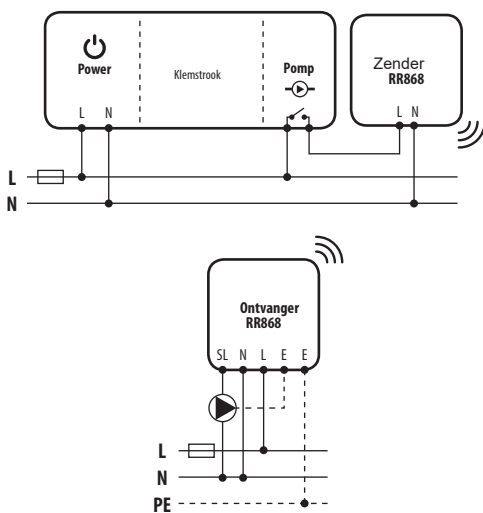 Power
Klemstrook
Pomp
Zender
RR868
L N
L N
L
N
Ontvanger
RR868
SL N L E E
L
N
PE